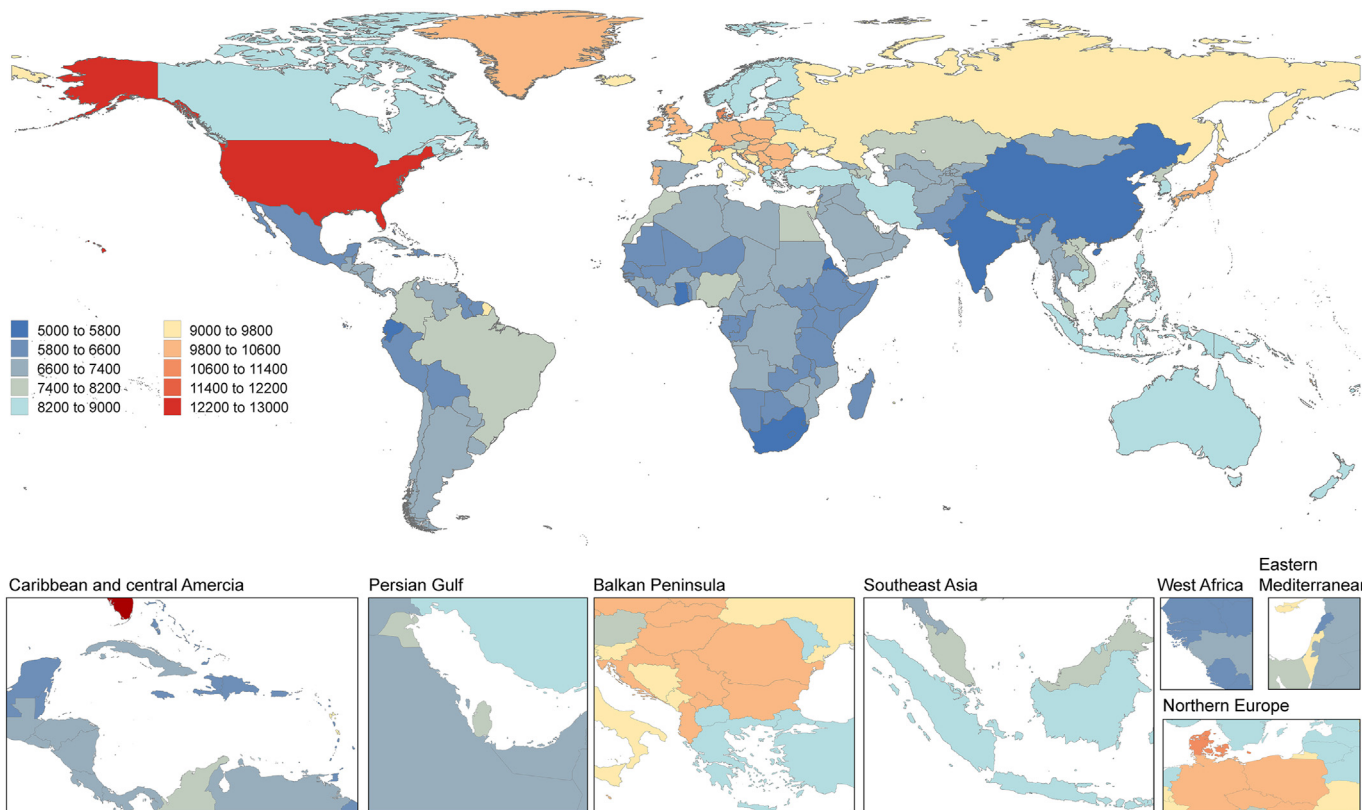 5000 to 5800
5800 to 6600
6600 to 7400
7400 to 8200
8200 to 9000
9000 to 9800
9800 to 10600
10600 to 11400
11400 to 12200
12200 to 13000
Caribbean and central Amercia
Persian Gulf
Balkan Peninsula
Southeast Asia
West Africa
Eastern
Mediterranean
Northern Europe